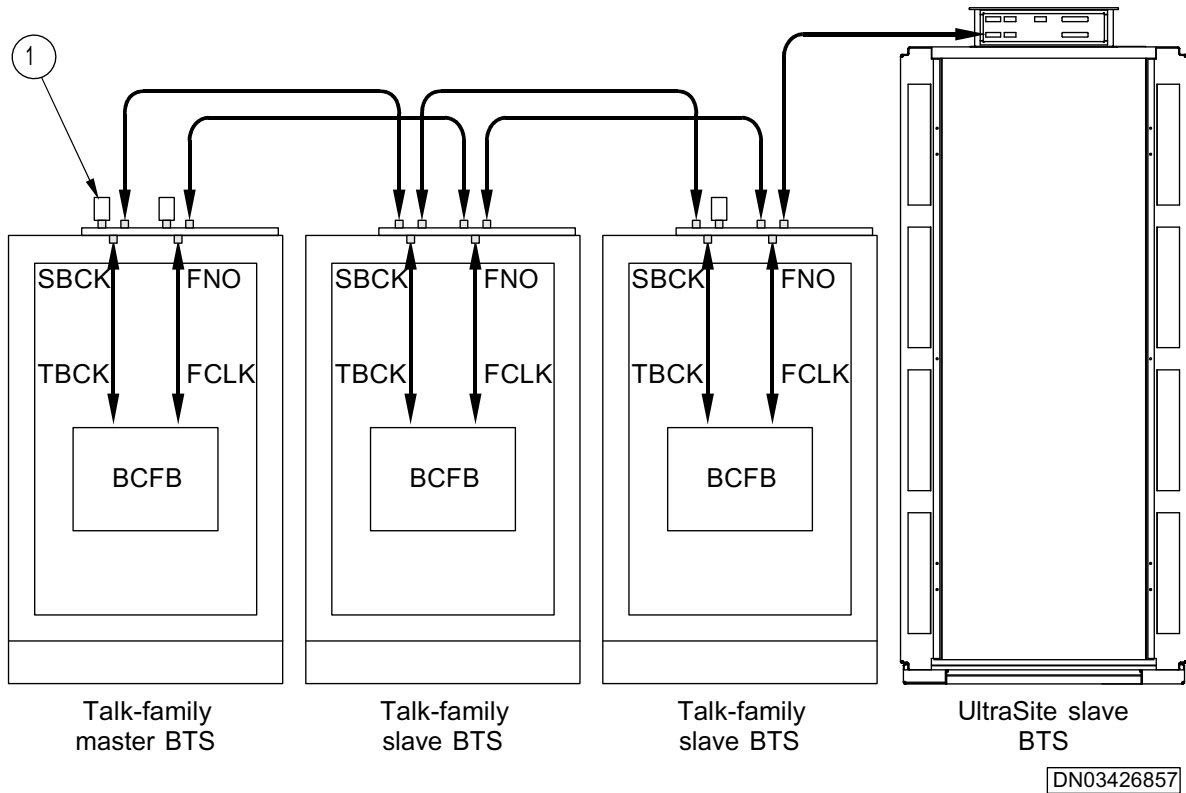 1
SBCK FNO
TBCK FCLK
BCFB
SBCK FNO
TBCK FCLK
BCFB
SBCK FNO
TBCK FCLK
BCFB
Talk-family
master BTS
Talk-family
slave BTS
Talk-family
slave BTS
UltraSite slave
BTS
DN03426857